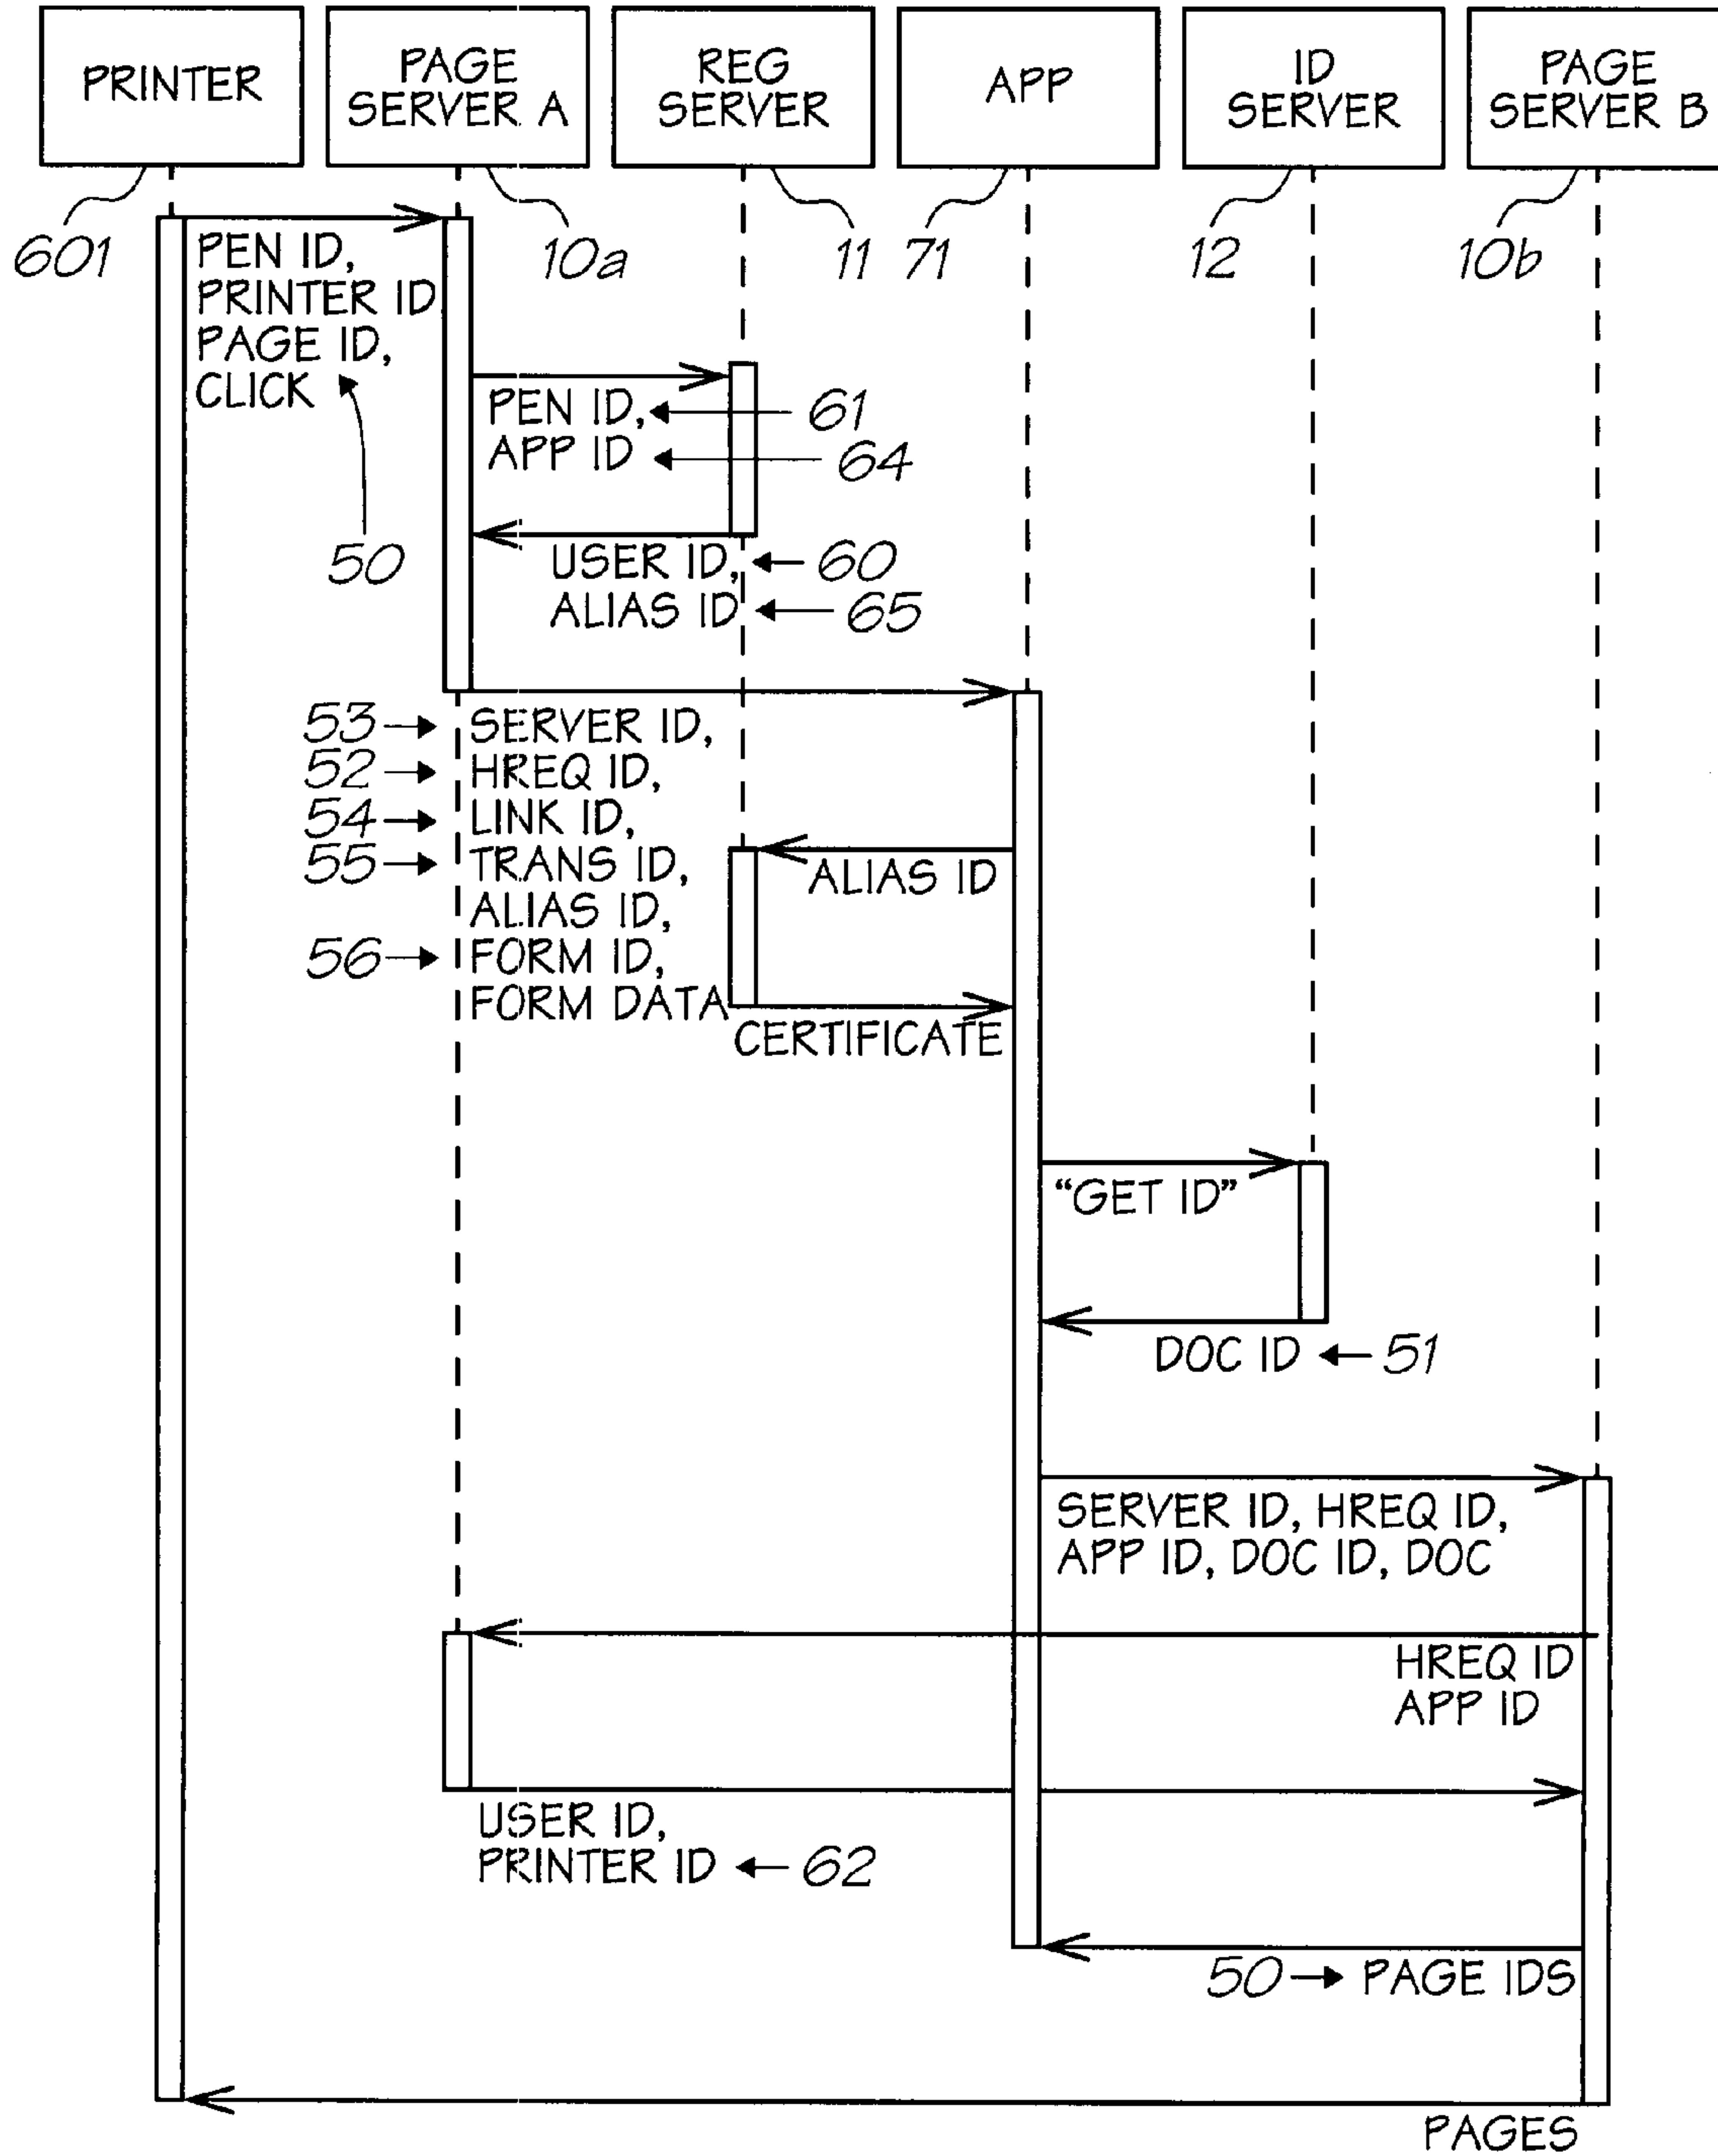 PRINTER
PAGE
SERVER A
REG
SERVER
APP
ID
SERVER
PAGE
SERVER B
601
10a
11
71
12
10b
PEN ID,
PRINTER ID
PAGE ID,
CLICK
50
PEN ID,
61
APP ID
64
USER ID,
60
ALIAS ID
65
53
SERVER ID,
52
HREQ ID,
54
LINK ID,
55
TRANS ID,
ALIAS ID,
56
FORM ID,
FORM DATA
ALIAS ID
CERTIFICATE
“GET ID”
DOC ID
51
SERVER ID, HREQ ID,
APP ID, DOC ID, DOC
HREQ ID
APP ID
USER ID,
PRINTER ID
62
50
PAGE IDS
PAGES